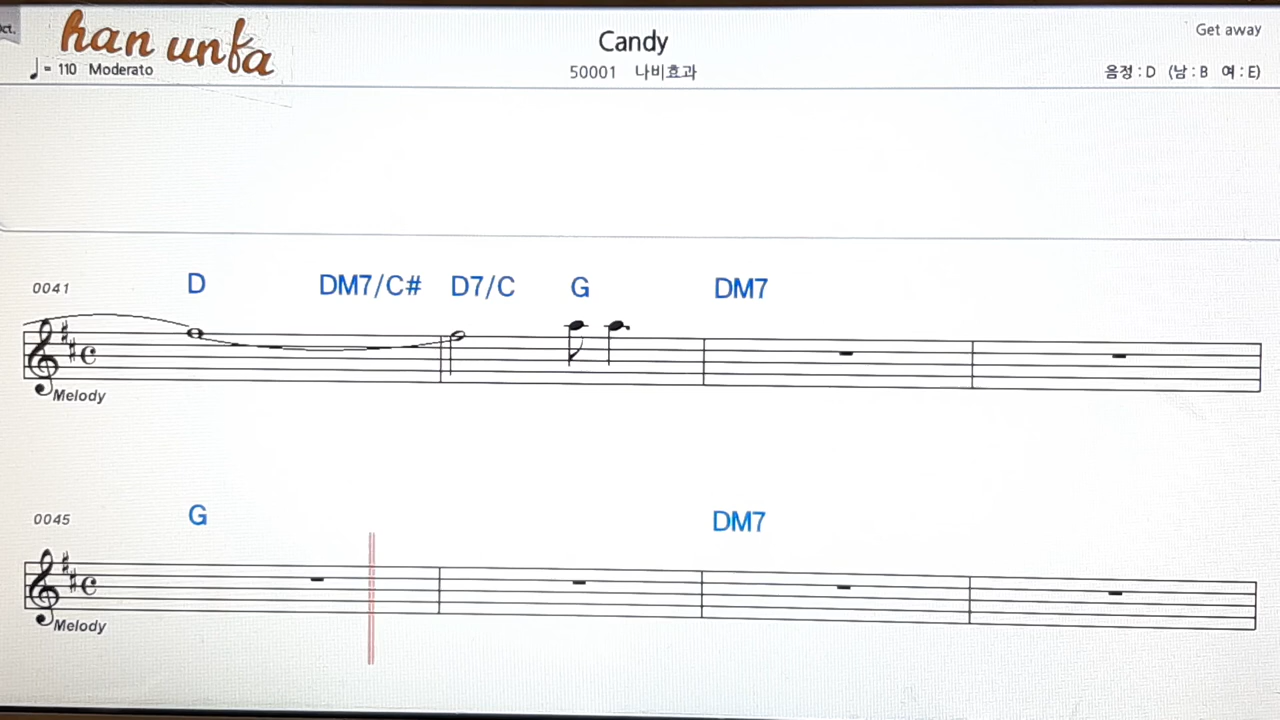 ct.
han unfa
Candy
Get away
♩= 110 Moderato
50001 나비효과
음정 : D (남 : B 여 : E)
0041
D DM7/C# D7/C G DM7
Melody
0045
G DM7
Melody